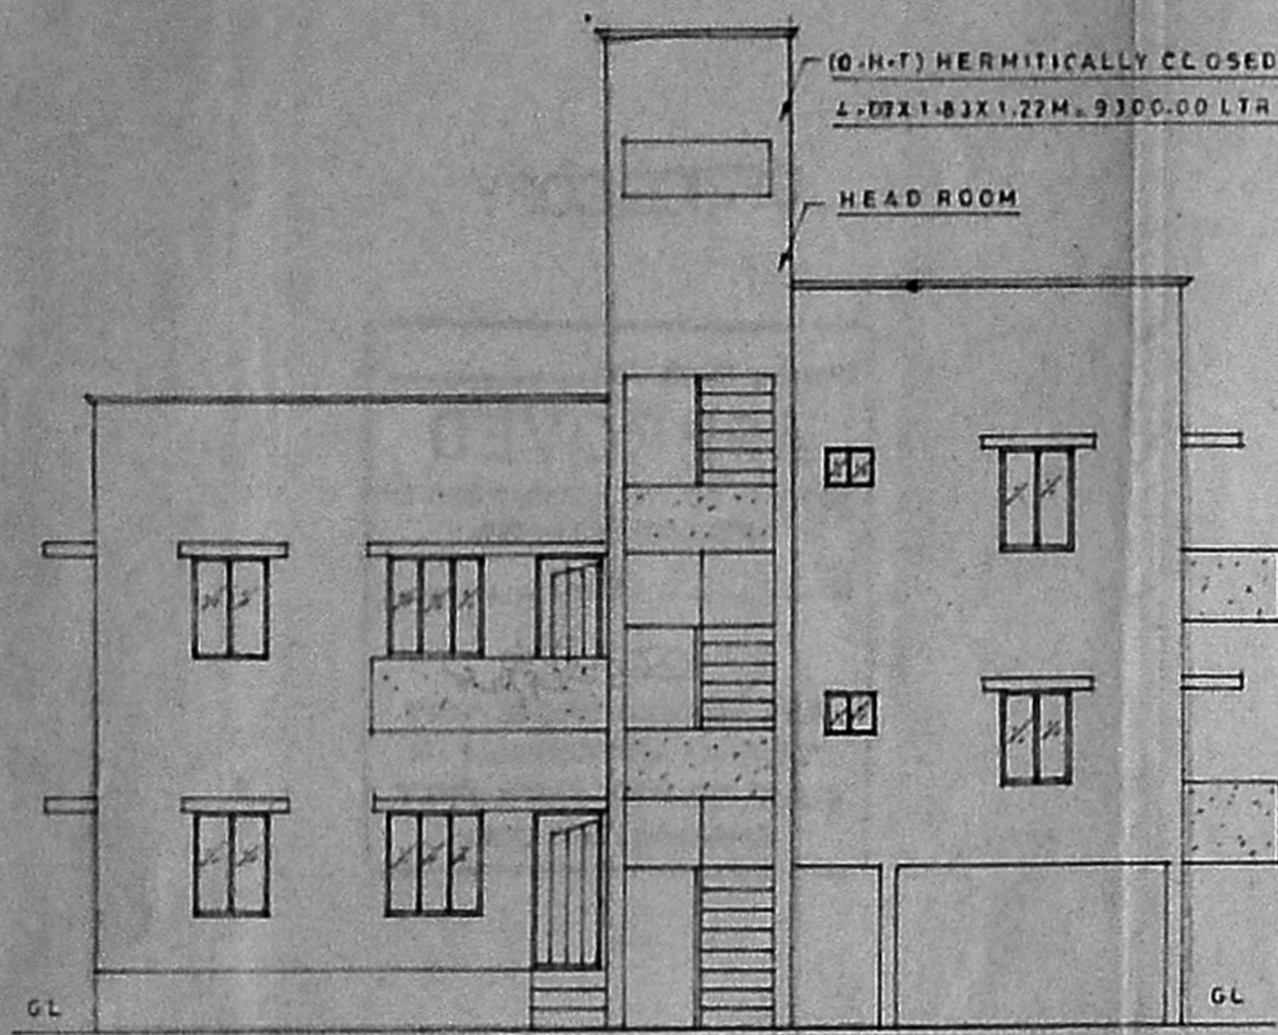 (O.H.T) HERMITICALLY CLOSED
4.07X1.83X1.22M= 9300.00 LTR
HEAD ROOM
GL
GL